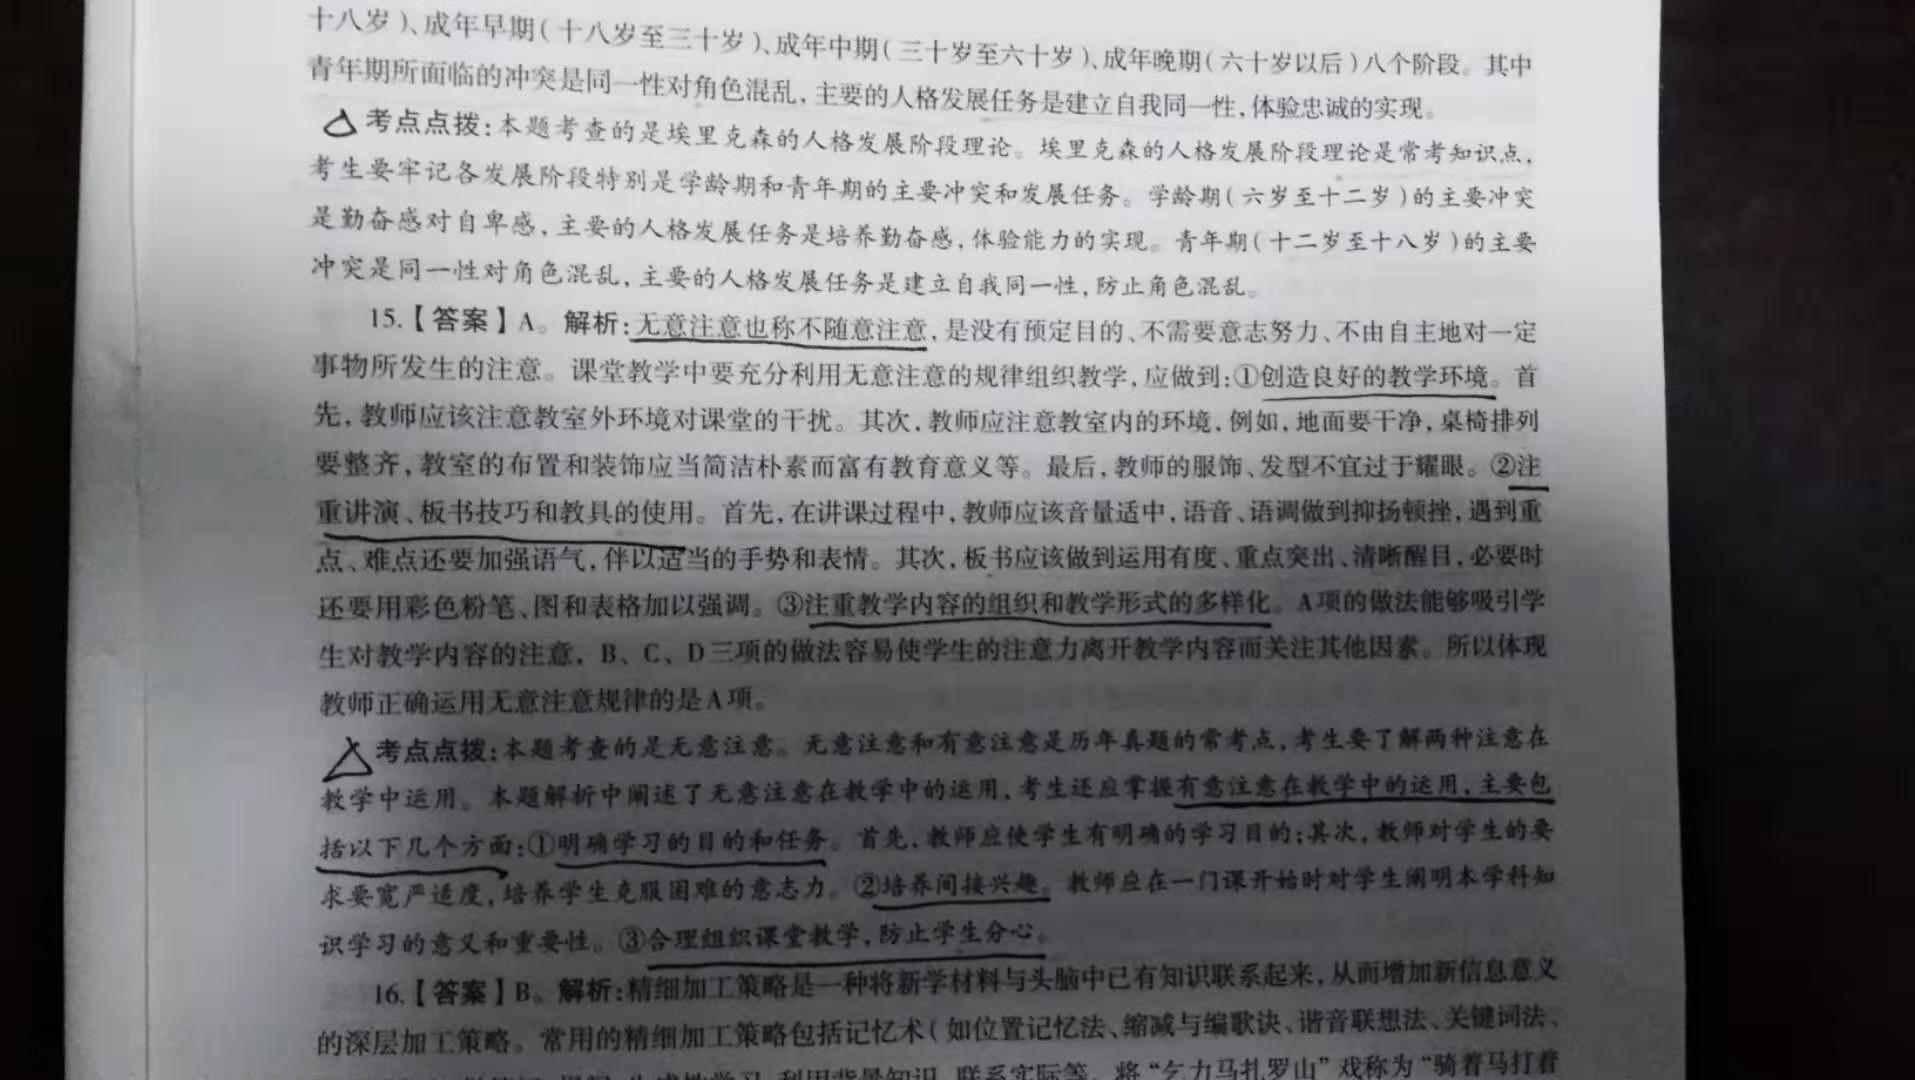 十八岁)、成年早期(十八岁至三十岁)、成年中期(三十岁至六十岁)、成年晚期(六十岁以后)八个阶段。其中
青年期所面临的冲突是同一性对角色混乱,主要的人格发展任务是建立自我同一性,体验忠诚的实现。
考点点拨:本题考查的是埃里克森的人格发展阶段理论。埃里克森的人格发展阶段理论是常考知识点,
考生要牢记各发展阶段特别是学龄期和青年期的主要冲突和发展任务。学龄期(六岁至十二岁)的主要冲突
是勤奋感对自卑感,主要的人格发展任务是培养勤奋感,体验能力的实现。青年期(十二岁至十八岁)的主要
冲突是同一性对角色混乱,主要的人格发展任务是建立自我同一性,防止角色混乱。
15.【答案】A。解析:无意注意也称不随意注意,是没有预定目的、不需要意志努力、不由自主地对一定
事物所发生的注意。课堂教学中要充分利用无意注意的规律组织教学,应做到:①创造良好的教学环境。首
先,教师应该注意教室外环境对课堂的干扰。其次,教师应注意教室内的环境,例如,地面要干净,桌椅排列
要整齐,教室的布置和装饰应当简洁朴素而富有教育意义等。最后,教师的服饰、发型不宜过于耀眼。②注
重讲演、板书技巧和教具的使用。首先,在讲课过程中,教师应该音量适中,语音、语调做到抑扬顿挫,遇到重
点、难点还要加强语气,伴以适当的手势和表情。其次,板书应该做到运用有度、重点突出、清晰醒目,必要时
还要用彩色粉笔、图和表格加以强调。③注重教学内容的组织和教学形式的多样化。A项的做法能够吸引学
生对教学内容的注意,B、C、D三项的做法容易使学生的注意力离开教学内容而关注其他因素。所以体现
教师正确运用无意注意规律的是A项。
考点点拨:本题考查的是无意注意。无意注意和有意注意是历年真题的常考点,考生要了解两种注意在
教学中运用。本题解析中阐述了无意注意在教学中的运用,考生还应掌握有意注意在教学中的运用,主要包
括以下几个方面:①明确学习的目的和任务。首先,教师应使学生有明确的学习目的;其次,教师对学生的要
求要宽严适度,培养学生克服困难的意志力。②培养间接兴趣。教师应在一门课开始时对学生阐明本学科知
识学习的意义和重要性。③合理组织课堂教学,防止学生分心。
16.【答案】B。解析:精细加工策略是一种将新学材料与头脑中已有知识联系起来,从而增加新信息意义
的深层加工策略。常用的精细加工策略包括记忆术(如位置记忆法、缩减与编歌诀、谐音联想法、关键词法、
利用背景知识,联系实际等。将“乞力马扎罗山”戏称为“骑着马打着